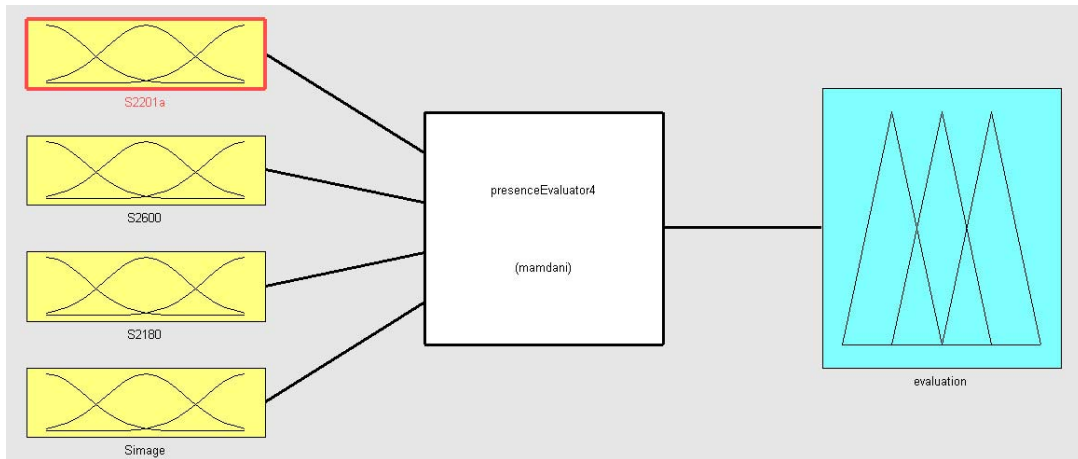 S2201a
S2600
S2180
Simage
presenceEvaluator4
(mamdani)
evaluation